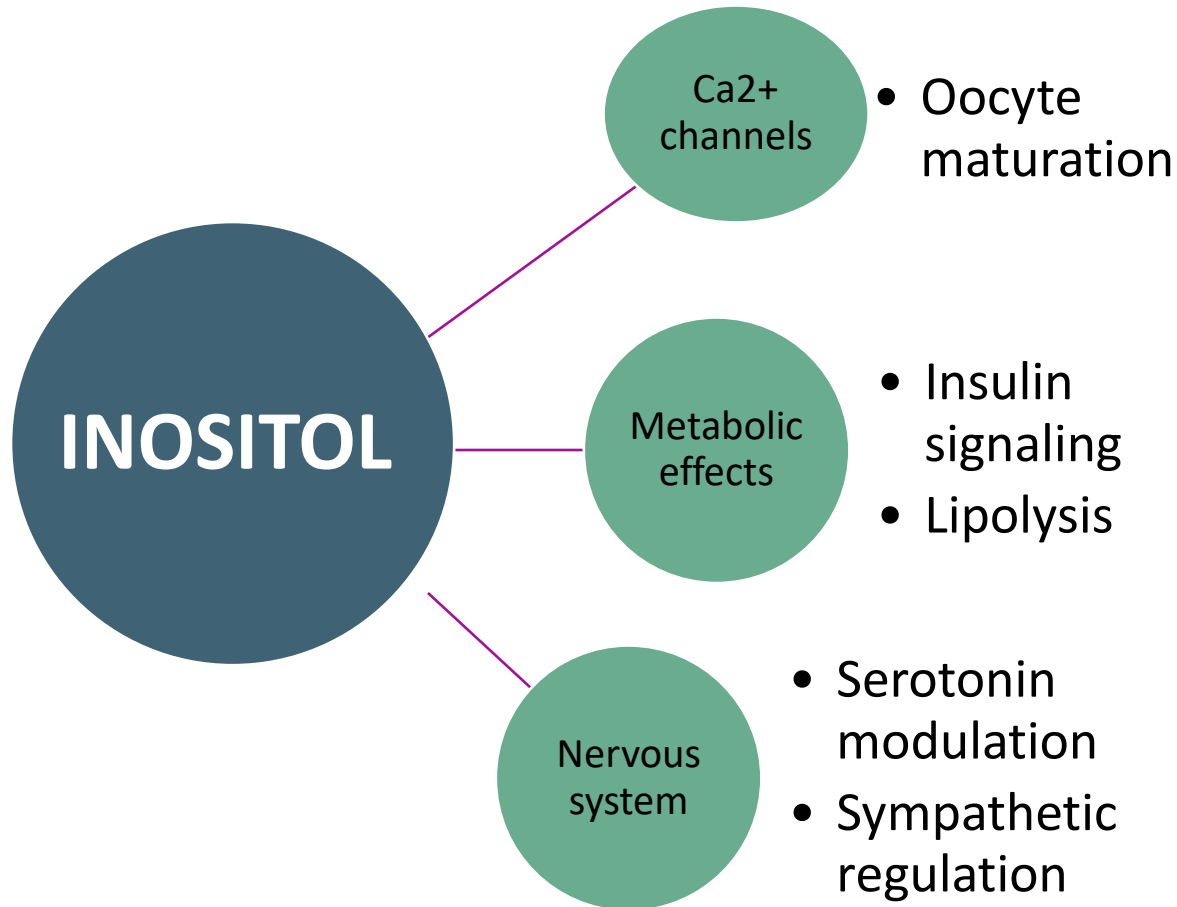 Ca2+
channels
• Oocyte
maturation
INOSITOL
Metabolic
effects
• Insulin
signaling
• Lipolysis
Nervous
system
• Serotonin
modulation
• Sympathetic
regulation